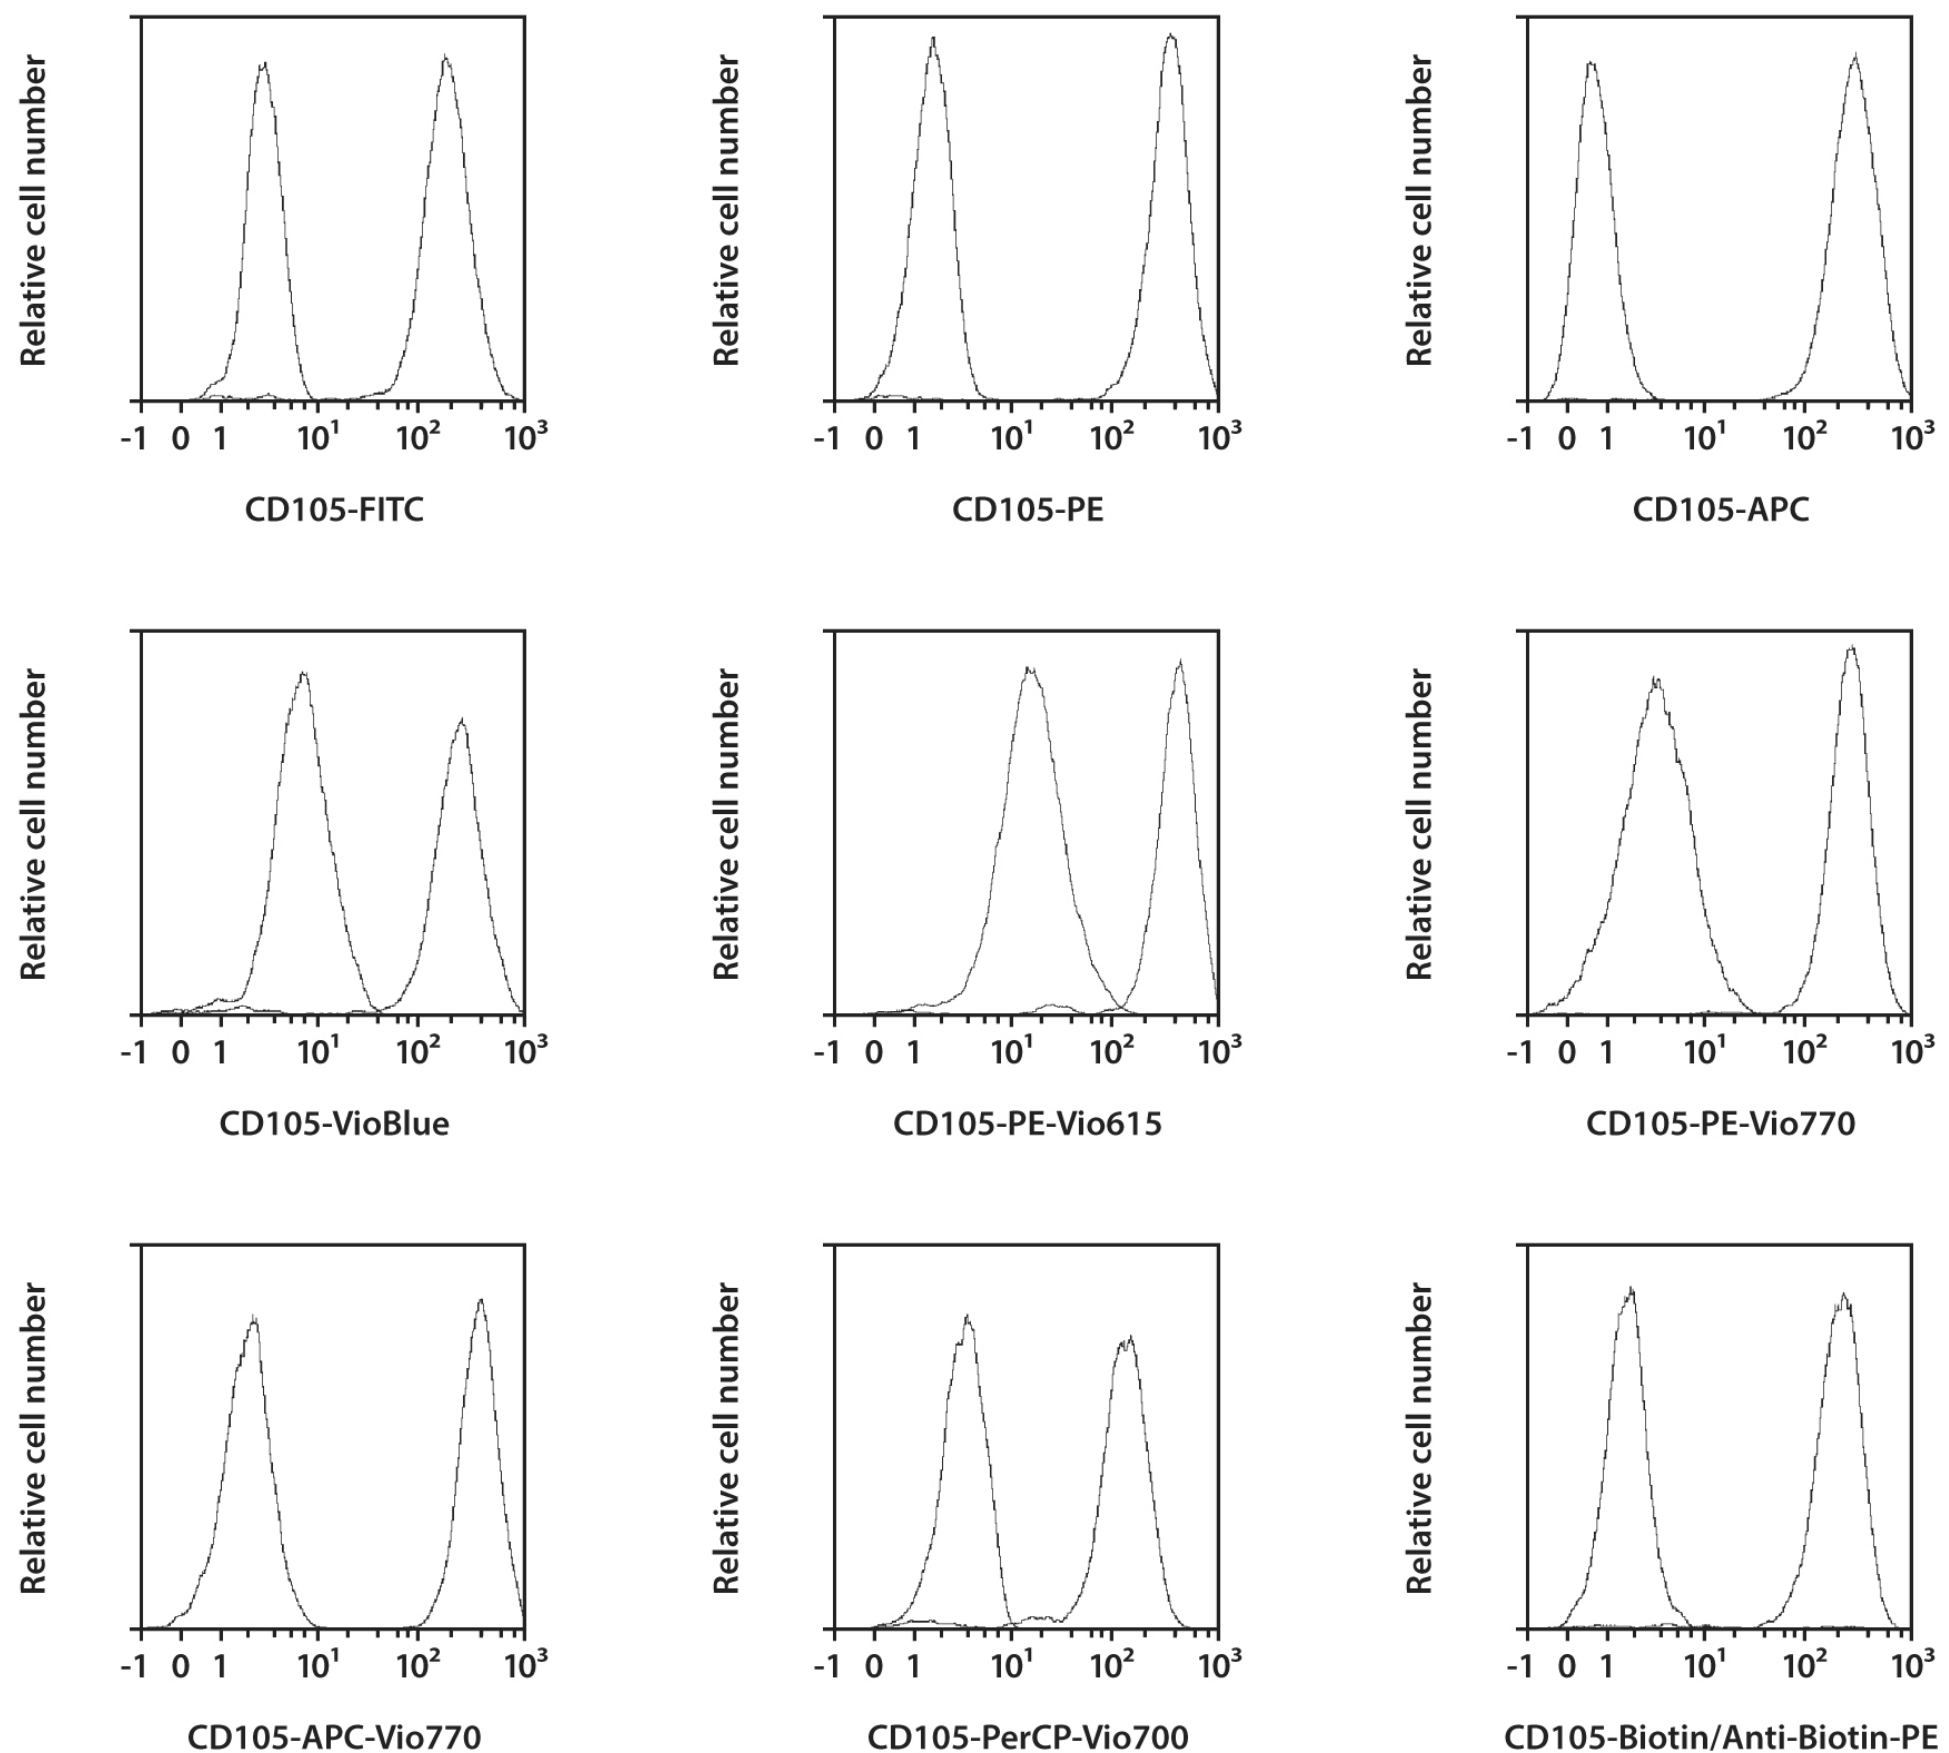 Relative cell number
Relative cell number
Relative cell number
-1 0 1 10¹ 10² 10³
-1 0 1 10¹ 10² 10³
-1 0 1 10¹ 10² 10³
CD105-FITC
CD105-PE
CD105-APC
Relative cell number
Relative cell number
Relative cell number
-1 0 1 10¹ 10² 10³
-1 0 1 10¹ 10² 10³
-1 0 1 10¹ 10² 10³
CD105-VioBlue
CD105-PE-Vio615
CD105-PE-Vio770
Relative cell number
Relative cell number
Relative cell number
-1 0 1 10¹ 10² 10³
-1 0 1 10¹ 10² 10³
-1 0 1 10¹ 10² 10³
CD105-APC-Vio770
CD105-PerCP-Vio700
CD105-Biotin/Anti-Biotin-PE